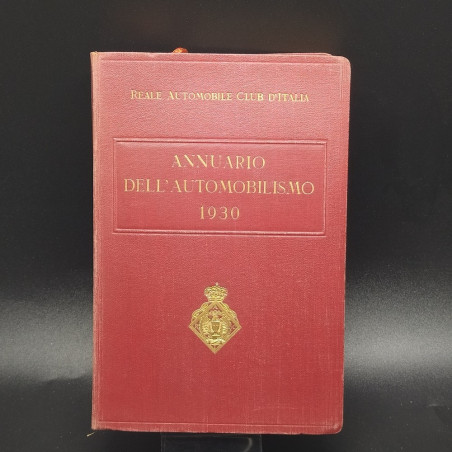 REALE AUTOMOBILE CLUB D'ITALIA
ANNUARIO
DELL'AUTOMOBILISMO
1930